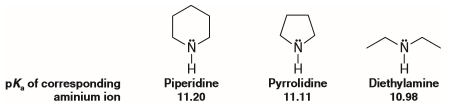 N̈ N̈ N̈
H H H
pKₐ of corresponding Piperidine Pyrrolidine Diethylamine
aminium ion 11.20 11.11 10.98